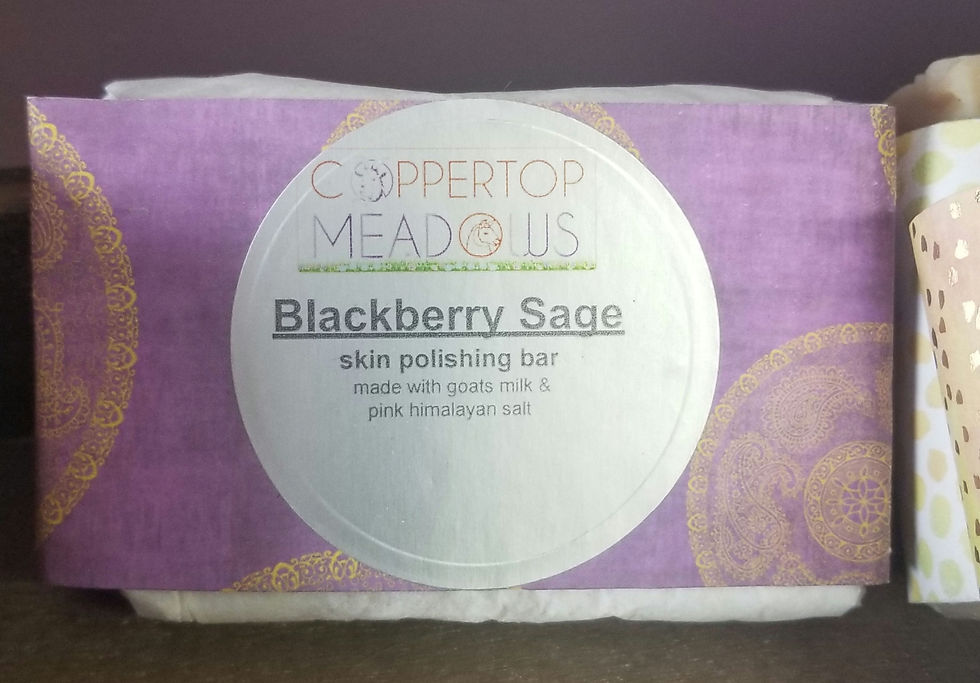 COPPERTOP
MEADOWS
Blackberry Sage
skin polishing bar
made with goats milk &
pink himalayan salt